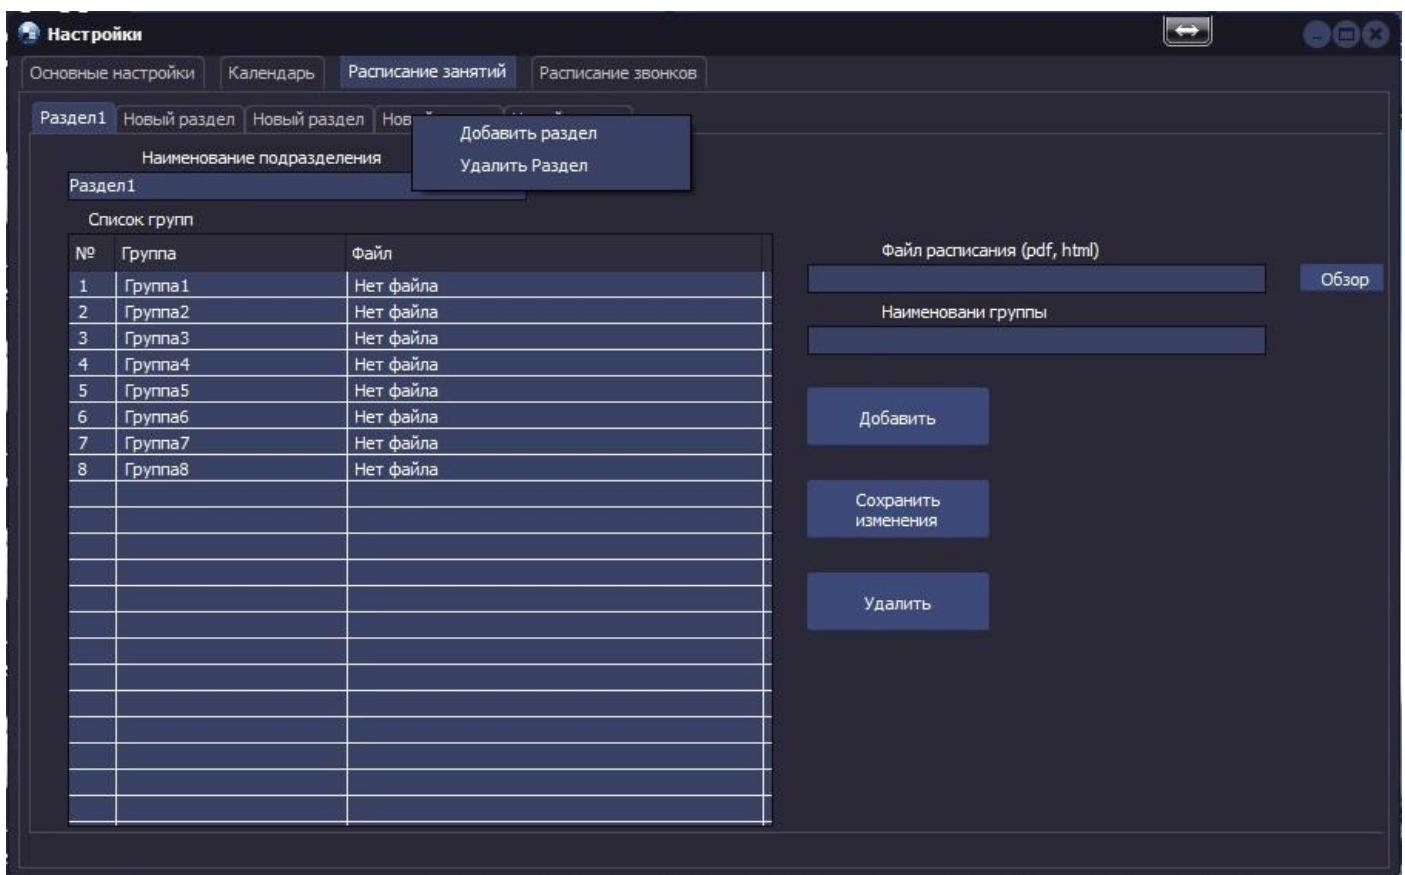 Настройки
Основные настройки Календарь Расписание занятий Расписание звонков
Раздел1 Новый раздел Новый раздел
Добавить раздел
Удалить Раздел
Наименование подразделения
Раздел1
Список групп
№ Группа Файл
1 Группа1 Нет файла
2 Группа2 Нет файла
3 Группа3 Нет файла
4 Группа4 Нет файла
5 Группа5 Нет файла
6 Группа6 Нет файла
7 Группа7 Нет файла
8 Группа8 Нет файла
Файл расписания (pdf, html)
Обзор
Наименовани группы
Добавить
Сохранить
изменения
Удалить